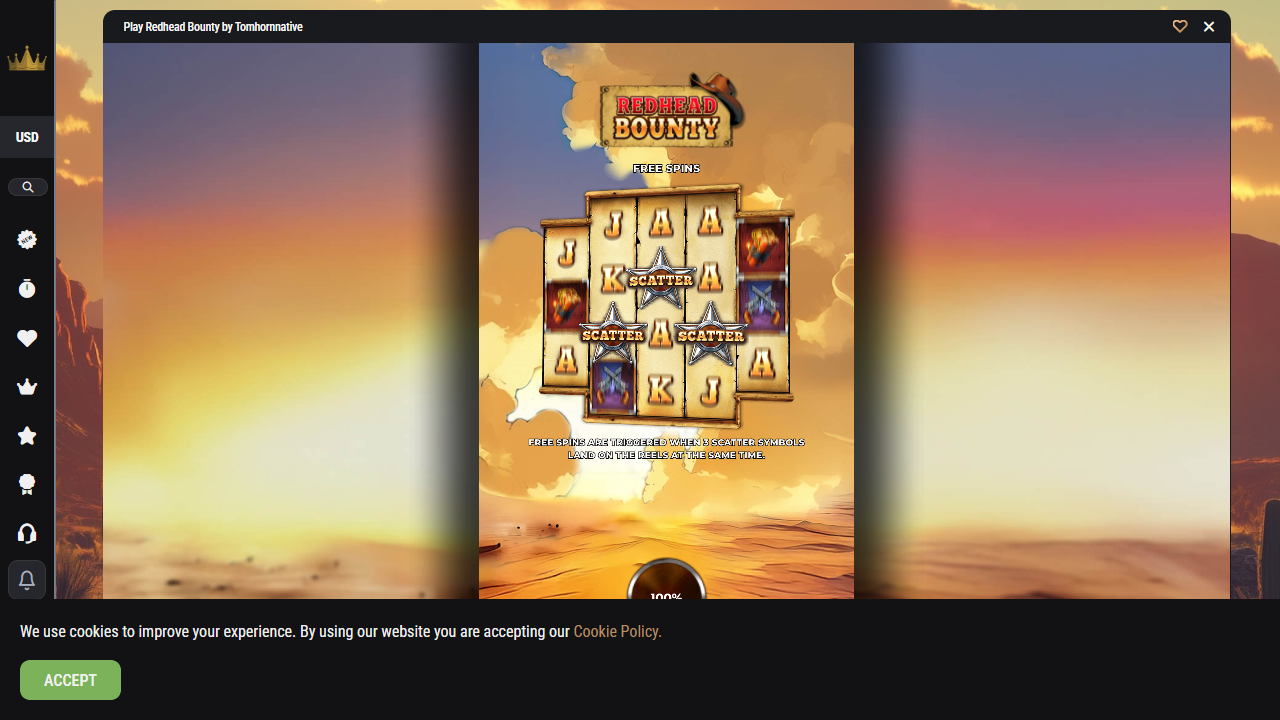 Play Redhead Bounty by Tomhornnative
USD
NEW
REDHEAD
BOUNTY
FREE SPINS
J A A
J
K SCATTER A
SCATTER A SCATTER
A A
K J
FREE SPINS ARE TRIGGERED WHEN 3 SCATTER SYMBOLS
LAND ON THE REELS AT THE SAME TIME.
100%
We use cookies to improve your experience. By using our website you are accepting our Cookie Policy.
ACCEPT